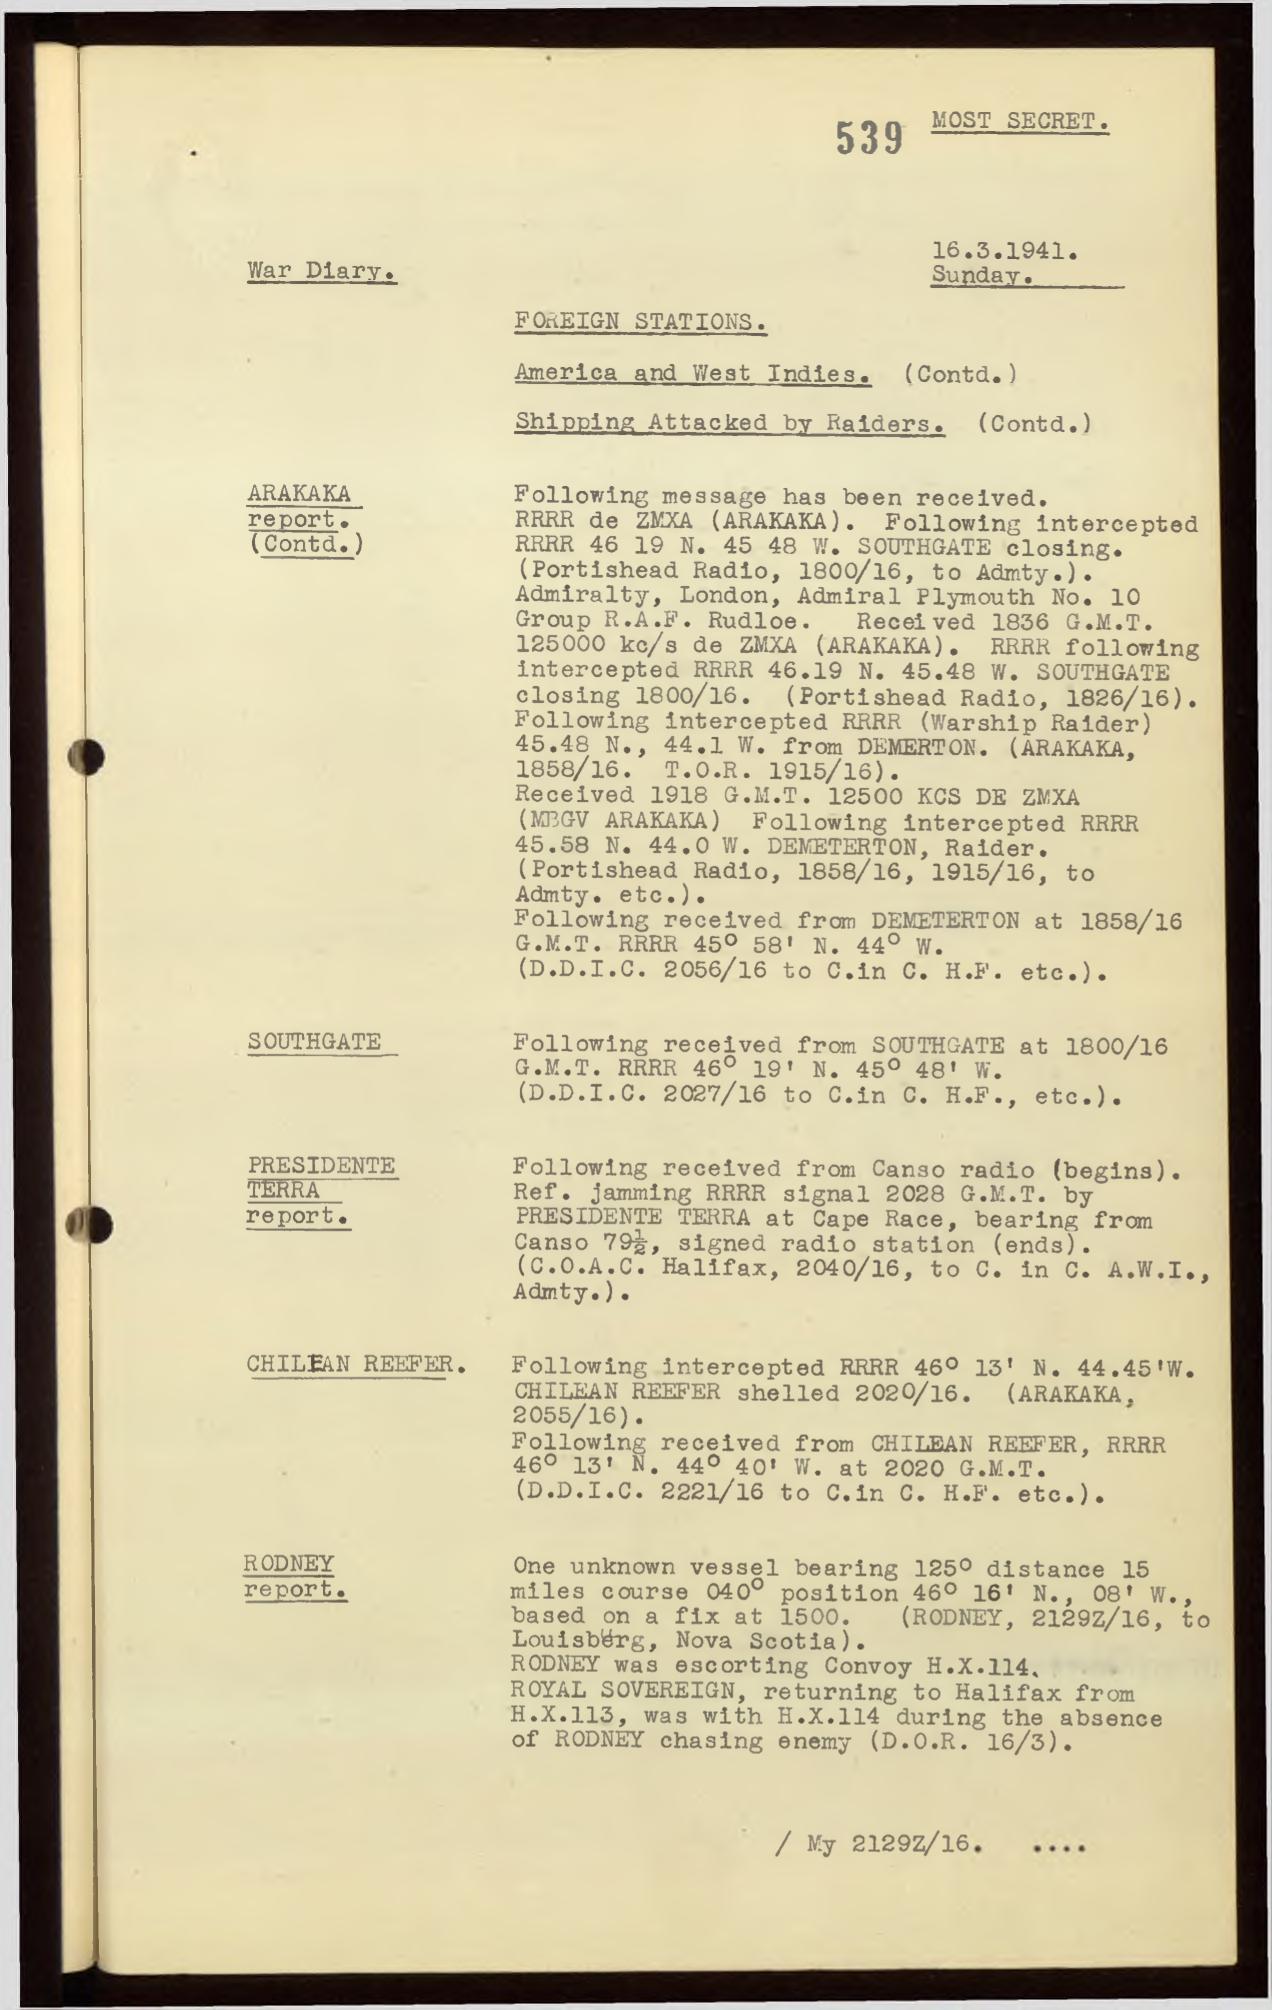 539 MOST SECRET.
16.3.1941.
War Diary.
Sunday.
FOREIGN STATIONS.
America and West Indies. (Contd.)
Shipping Attacked by Raiders. (Contd.)
ARAKAKA
report.
(Contd.)
Following message has been received.
RRRR de ZMXA (ARAKAKA). Following intercepted
RRRR 46 19 N. 45 48 W. SOUTHGATE closing.
(Portishead Radio, 1800/16, to Admty.).
Admiralty, London, Admiral Plymouth No. 10
Group R.A.F. Rudloe. Received 1836 G.M.T.
125000 kc/s de ZMXA (ARAKAKA). RRRR following
intercepted RRRR 46.19 N. 45.48 W. SOUTHGATE
closing 1800/16. (Portishead Radio, 1826/16).
Following intercepted RRRR (Warship Raider)
45.48 N., 44.1 W. from DEMERTON. (ARAKAKA,
1858/16. T.O.R. 1915/16).
Received 1918 G.M.T. 12500 KCS DE ZMXA
(MBGV ARAKAKA) Following intercepted RRRR
45.58 N. 44.0 W. DEMETERTON, Raider.
(Portishead Radio, 1858/16, 1915/16, to
Admty. etc.).
Following received from DEMETERTON at 1858/16
G.M.T. RRRR 45° 58' N. 44° W.
(D.D.I.C. 2056/16 to C.in C. H.F. etc.).
SOUTHGATE
Following received from SOUTHGATE at 1800/16
G.M.T. RRRR 46° 19' N. 45° 48' W.
(D.D.I.C. 2027/16 to C.in C. H.F., etc.).
PRESIDENTE
TERRA
report.
Following received from Canso radio (begins).
Ref. jamming RRRR signal 2028 G.M.T. by
PRESIDENTE TERRA at Cape Race, bearing from
Canso 79½, signed radio station (ends).
(C.O.A.C. Halifax, 2040/16, to C. in C. A.W.I.,
Admty.).
CHILEAN REEFER.
Following intercepted RRRR 46° 13' N. 44.45'W.
CHILEAN REEFER shelled 2020/16. (ARAKAKA,
2055/16).
Following received from CHILEAN REEFER, RRRR
46° 13' N. 44° 40' W. at 2020 G.M.T.
(D.D.I.C. 2221/16 to C.in C. H.F. etc.).
RODNEY
report.
One unknown vessel bearing 125° distance 15
miles course 040° position 46° 16' N., 08' W.,
based on a fix at 1500. (RODNEY, 2129Z/16, to
Louisburg, Nova Scotia).
RODNEY was escorting Convoy H.X.114.
ROYAL SOVEREIGN, returning to Halifax from
H.X.113, was with H.X.114 during the absence
of RODNEY chasing enemy (D.O.R. 16/3).
/ My 2129Z/16. ....